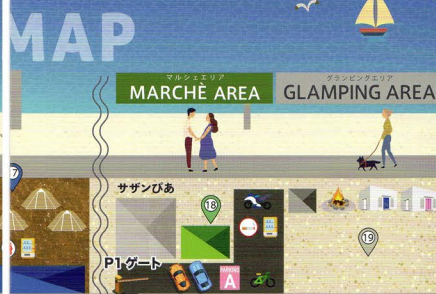 MAP
マルシェエリア
MARCHÈ AREA
グランピングエリア
GLAMPING AREA
サザンぴあ
18
19
P1ゲート
PARKING
A